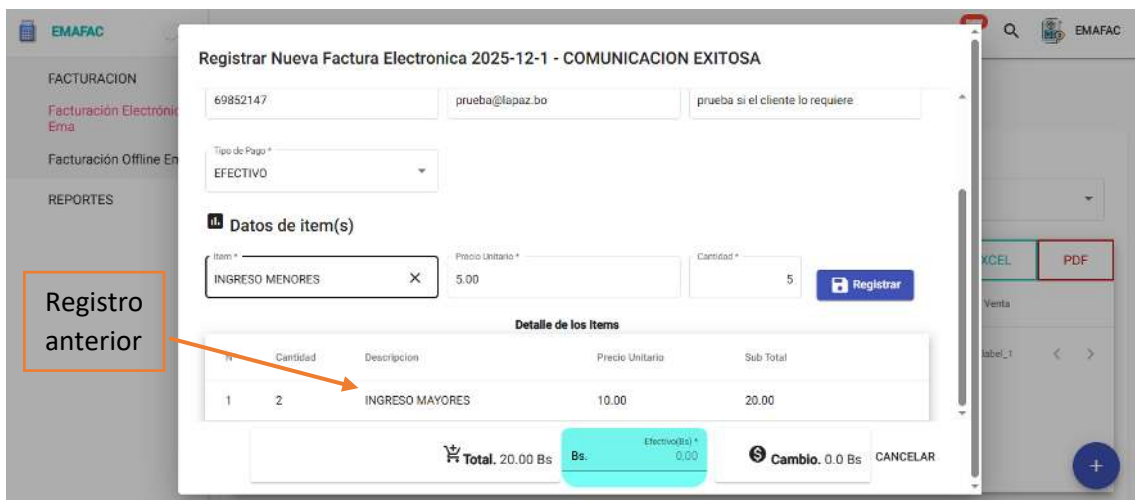 EMAFAC
EMAFAC
Registrar Nueva Factura Electronica 2025-12-1 - COMUNICACION EXITOSA
FACTURACION
Facturación Electrónic
Ema
Facturación Offline Em
REPORTES
69852147
prueba@lapaz.bo
prueba si el cliente lo requiere
Tipo de Pago *
EFECTIVO
Datos de item(s)
Item *
INGRESO MENORES
Precio Unitario *
5.00
Cantidad *
5
Registrar
XCEL
PDF
Venta
label_1
Registro
anterior
Detalle de los Items
N Cantidad Descripcion Precio Unitario Sub Total
1 2 INGRESO MAYORES 10.00 20.00
Total. 20.00 Bs
Efectivo(Bs) *
Bs. 0,00
Cambio. 0.0 Bs
CANCELAR